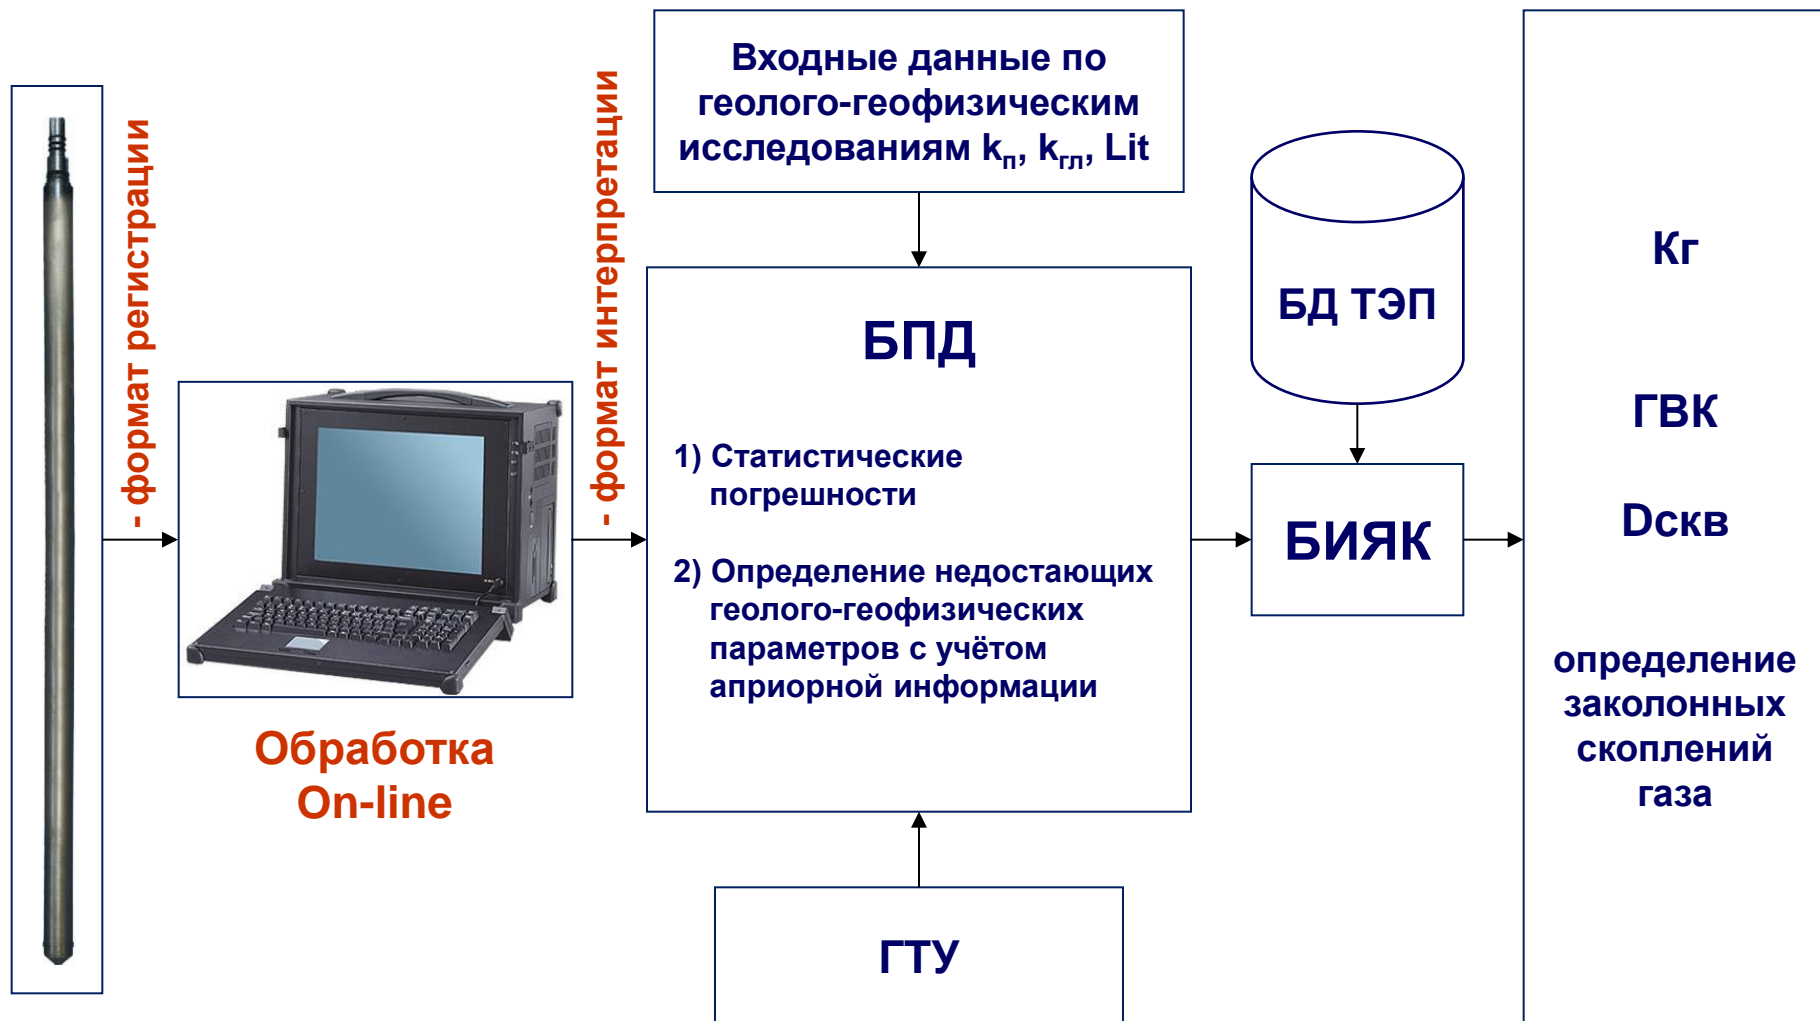 - формат регистрации
Обработка
On-line
- формат интерпретации
Входные данные по
геолого-геофизическим
исследованиям kп, kгл, Lit
БПД
1) Статистические
погрешности
2) Определение недостающих
геолого-геофизических
параметров с учётом
априорной информации
ГТУ
БД ТЭП
БИЯК
Кг
ГВК
Dскв
определение
заколонных
скоплений
газа